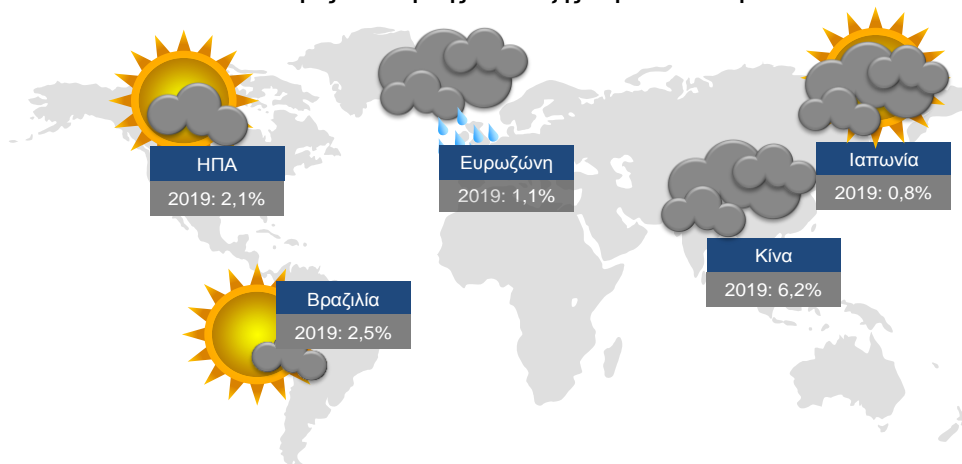 ΗΠΑ
2019: 2,1%
Ευρωζώνη
2019: 1,1%
Ιαπωνία
2019: 0,8%
Κίνα
2019: 6,2%
Βραζιλία
2019: 2,5%